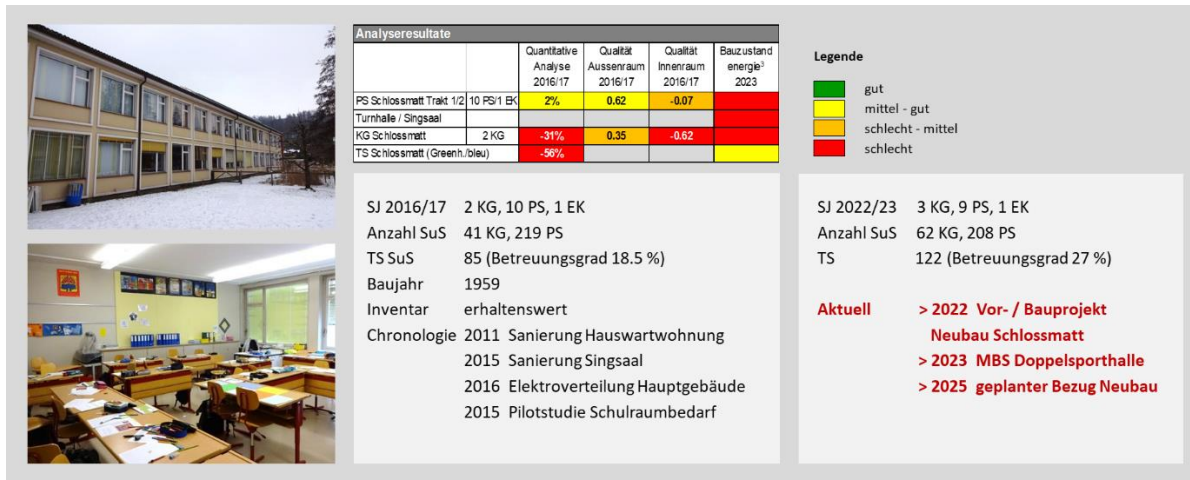 Analyseresultate
Quantitative Analyse 2016/17
Qualität Aussenraum 2016/17
Qualität Innenraum 2016/17
Bauzustand energie³ 2023
PS Schlossmatt Trakt 1/2 10 PS/1 EK 2% 0.62 -0.07
Turnhalle / Singsaal
KG Schlossmatt 2 KG -31% 0.35 -0.62
TS Schlossmatt (Greenh./bleu) -56%
Legende
gut
mittel - gut
schlecht - mittel
schlecht
SJ 2016/17 2 KG, 10 PS, 1 EK
Anzahl SuS 41 KG, 219 PS
TS SuS 85 (Betreuungsgrad 18.5 %)
Baujahr 1959
Inventar erhaltenswert
Chronologie 2011 Sanierung Hauswartwohnung
2015 Sanierung Singsaal
2016 Elektroverteilung Hauptgebäude
2015 Pilotstudie Schulraumbedarf
SJ 2022/23 3 KG, 9 PS, 1 EK
Anzahl SuS 62 KG, 208 PS
TS 122 (Betreuungsgrad 27 %)
Aktuell > 2022 Vor- / Bauprojekt
Neubau Schlossmatt
> 2023 MBS Doppelsporthalle
> 2025 geplanter Bezug Neubau